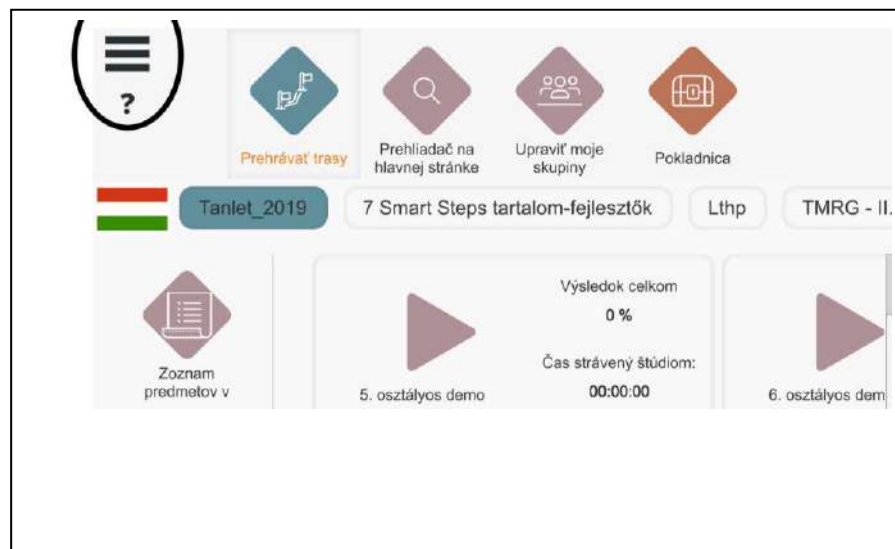 ?
Prehrávať trasy
Prehliadač na
hlavnej stránke
Upraviť moje
skupiny
Pokladnica
Tanlet_2019
7 Smart Steps tartalom-fejlesztők
Lthp
TMRG - II.
Zoznam
predmetov v
5. osztályos demo
Výsledok celkom
0 %
Čas strávený štúdiom:
00:00:00
6. osztályos dem